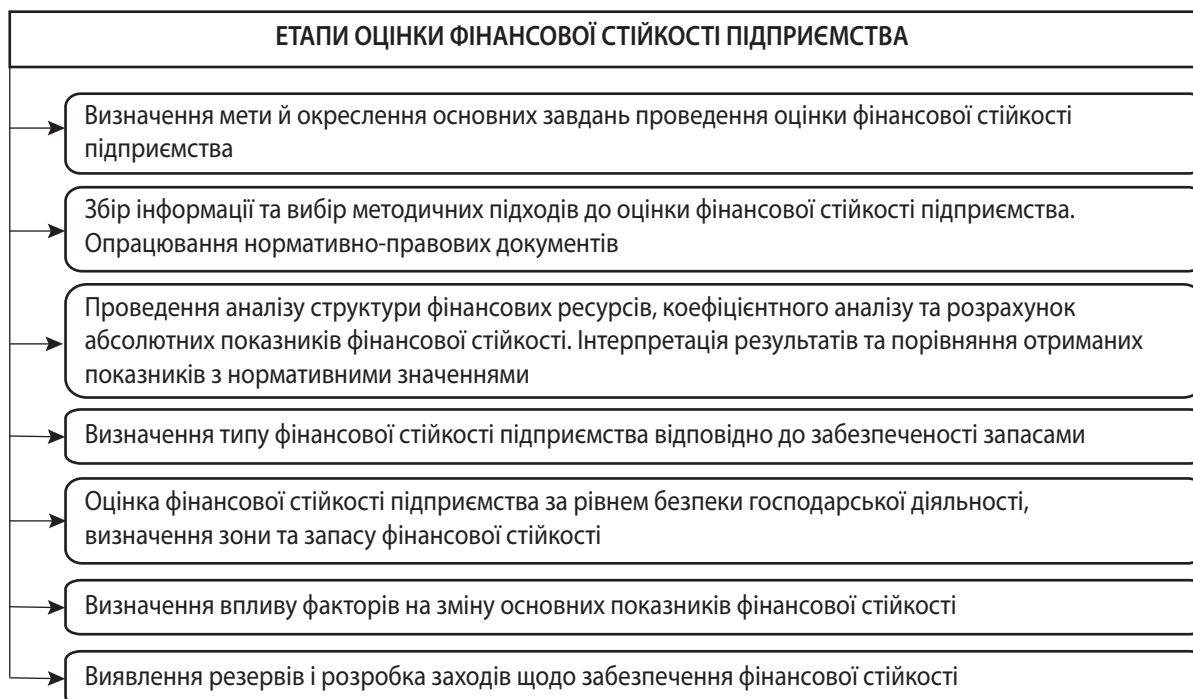 ЕТАПИ ОЦІНКИ ФІНАНСОВОЇ СТІЙКОСТІ ПІДПРИЄМСТВА
Визначення мети й окреслення основних завдань проведення оцінки фінансової стійкості
підприємства
Збір інформації та вибір методичних підходів до оцінки фінансової стійкості підприємства.
Опрацювання нормативно-правових документів
Проведення аналізу структури фінансових ресурсів, коефіцієнтного аналізу та розрахунок
абсолютних показників фінансової стійкості. Інтерпретація результатів та порівняння отриманих
показників з нормативними значеннями
Визначення типу фінансової стійкості підприємства відповідно до забезпеченості запасами
Оцінка фінансової стійкості підприємства за рівнем безпеки господарської діяльності,
визначення зони та запасу фінансової стійкості
Визначення впливу факторів на зміну основних показників фінансової стійкості
Виявлення резервів і розробка заходів щодо забезпечення фінансової стійкості